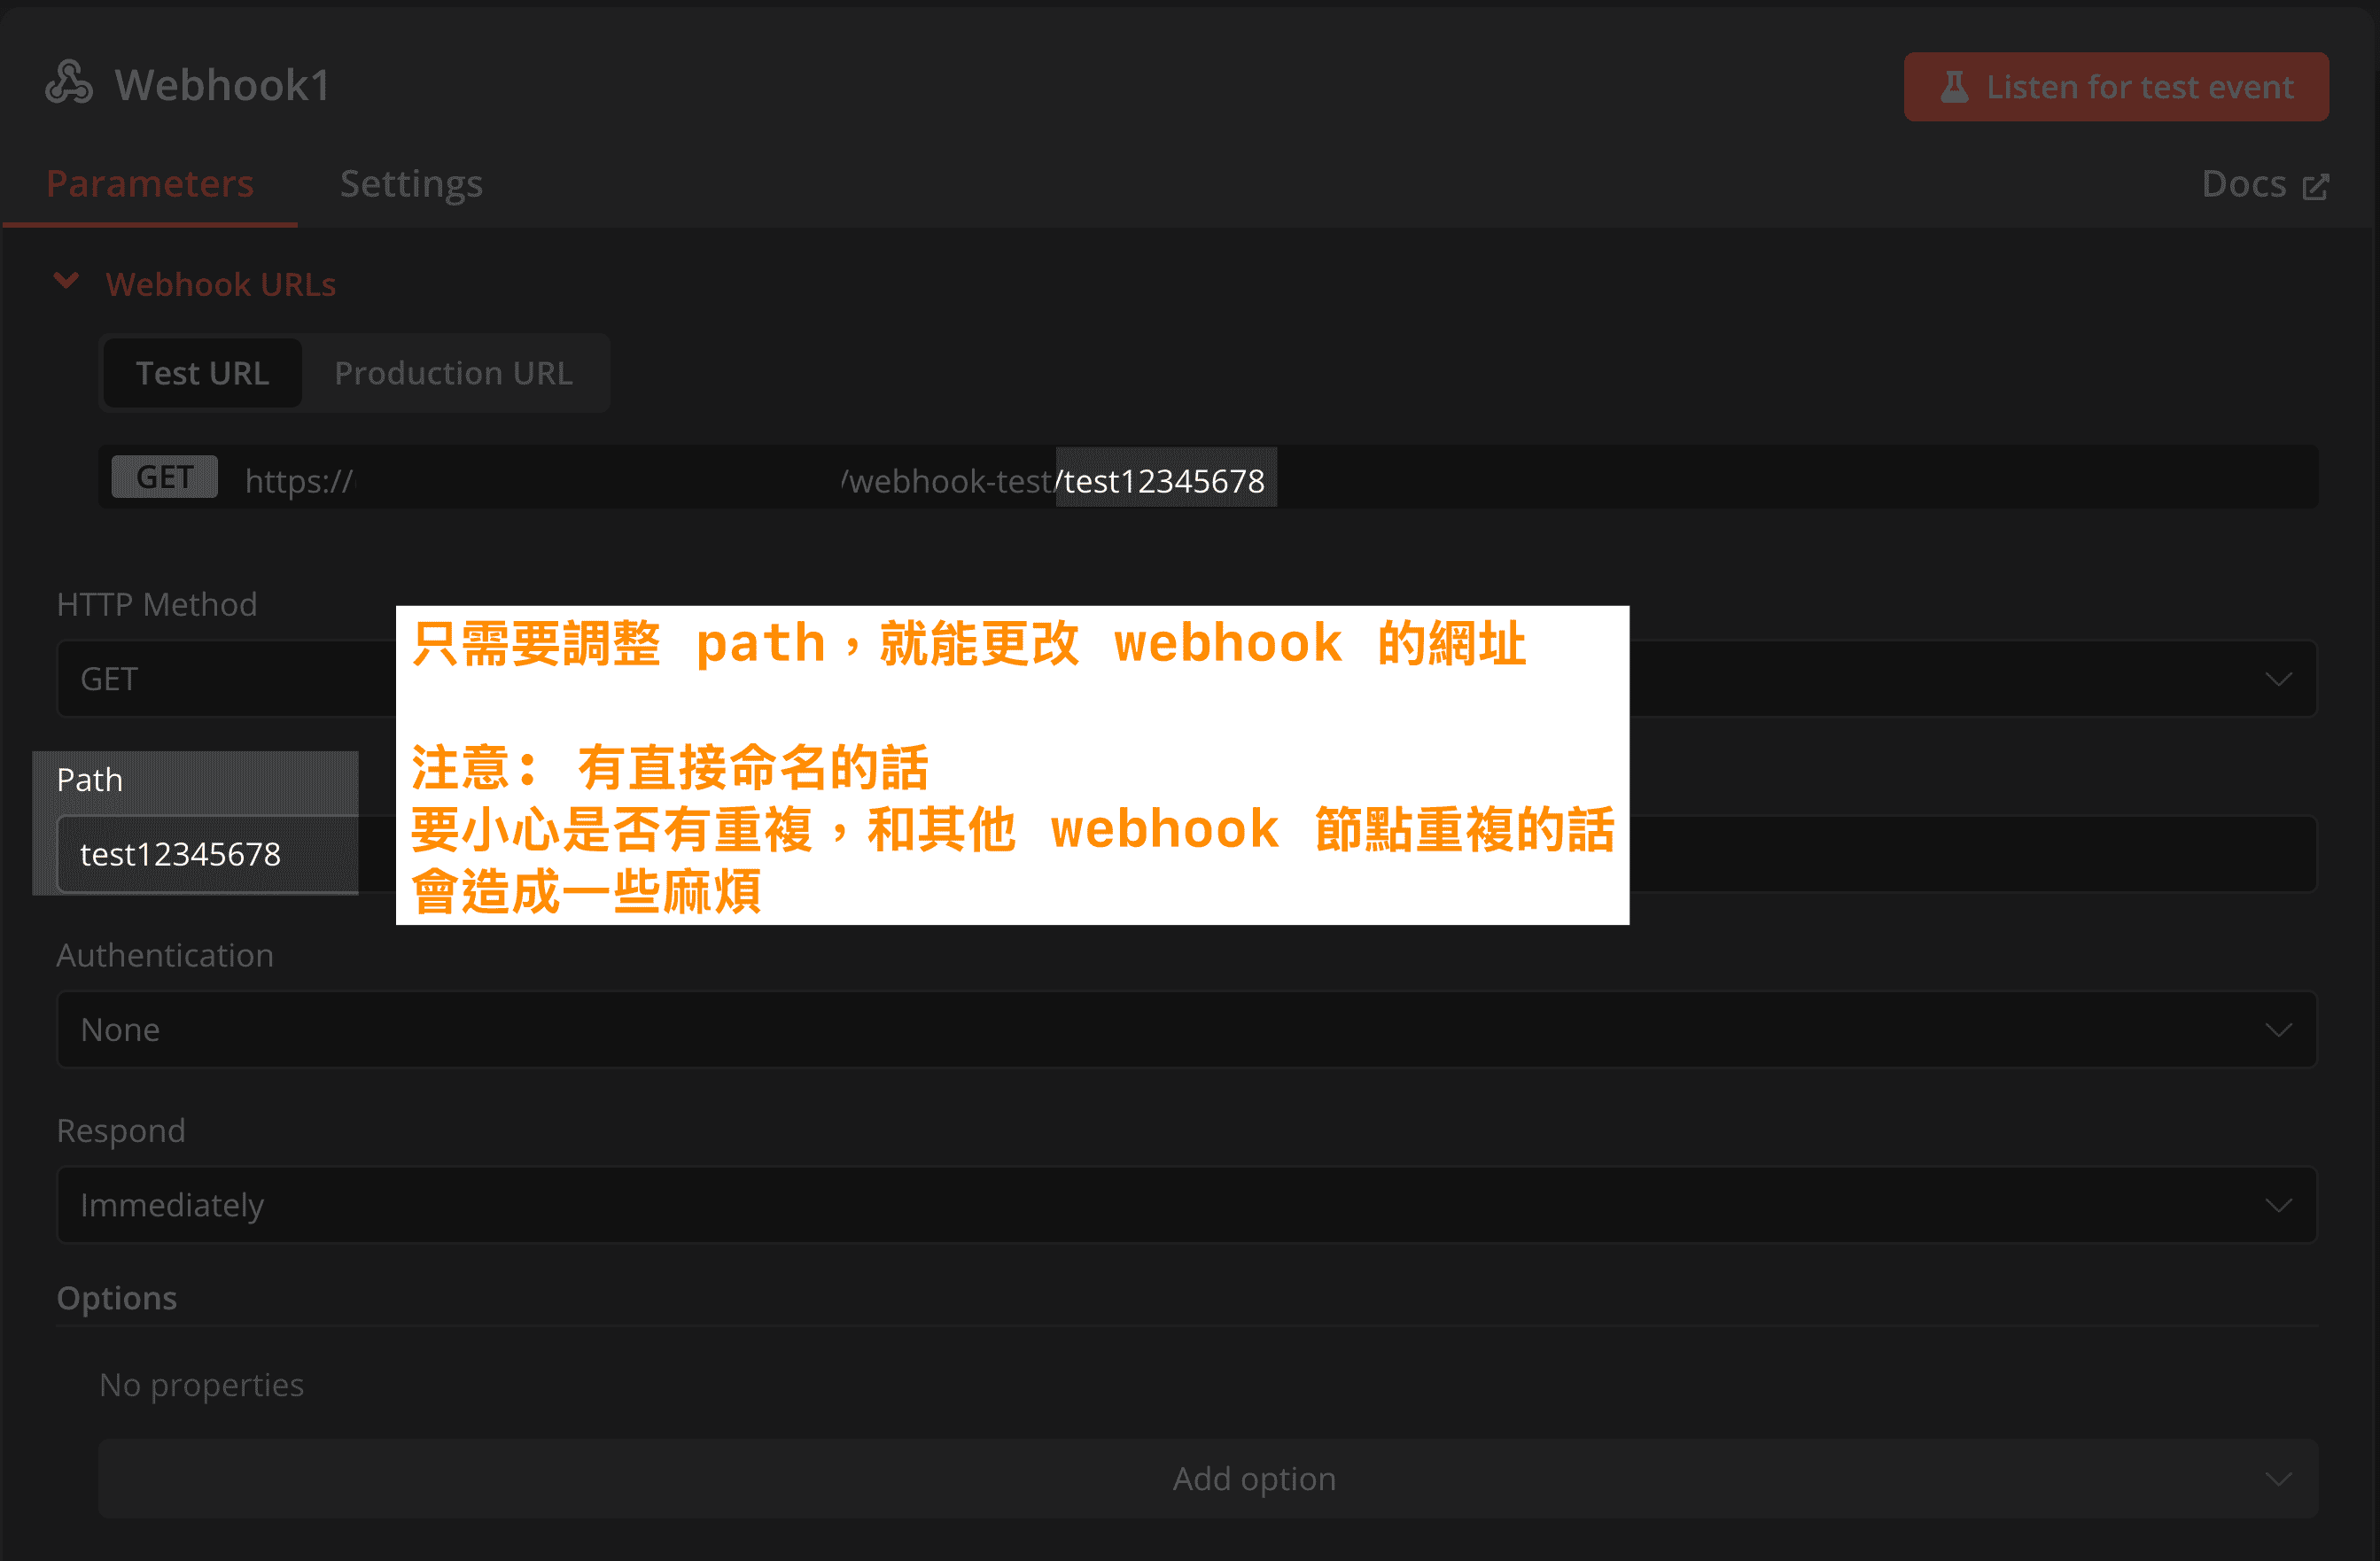 Webhook1
Listen for test event
Parameters
Settings
Docs
Webhook URLs
Test URL
Production URL
GET
https://
/webhook-test/test12345678
HTTP Method
GET
只需要調整 path，就能更改 webhook 的網址
注意： 有直接命名的話
要小心是否有重複，和其他 webhook 節點重複的話
會造成一些麻煩
Path
test12345678
Authentication
None
Respond
Immediately
Options
No properties
Add option